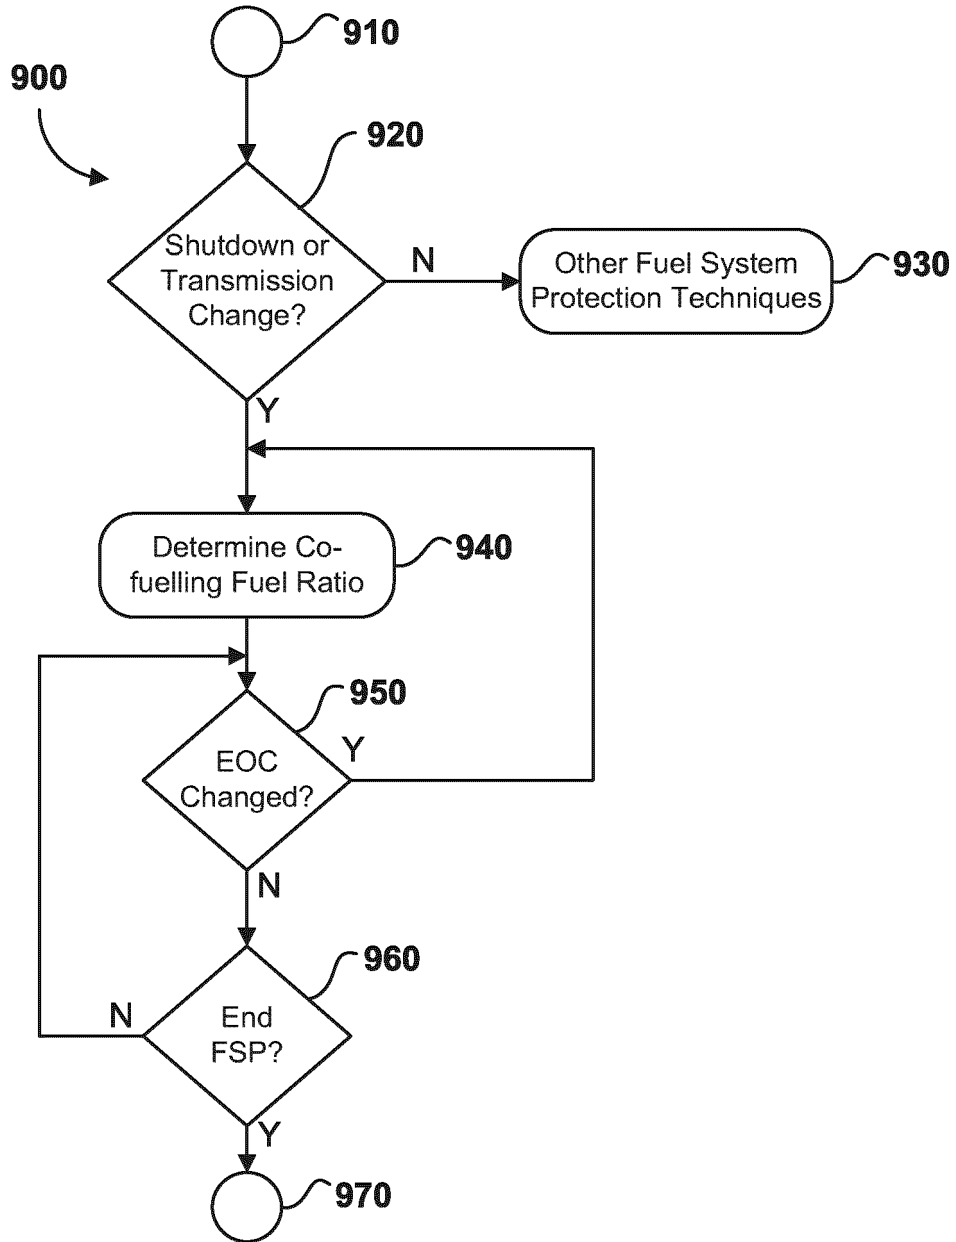 910
900
920
Shutdown or
Transmission
Change?
N
Other Fuel System
Protection Techniques
930
Y
Determine Co-
fuelling Fuel Ratio
940
950
EOC
Changed?
Y
N
960
End
FSP?
N
Y
970